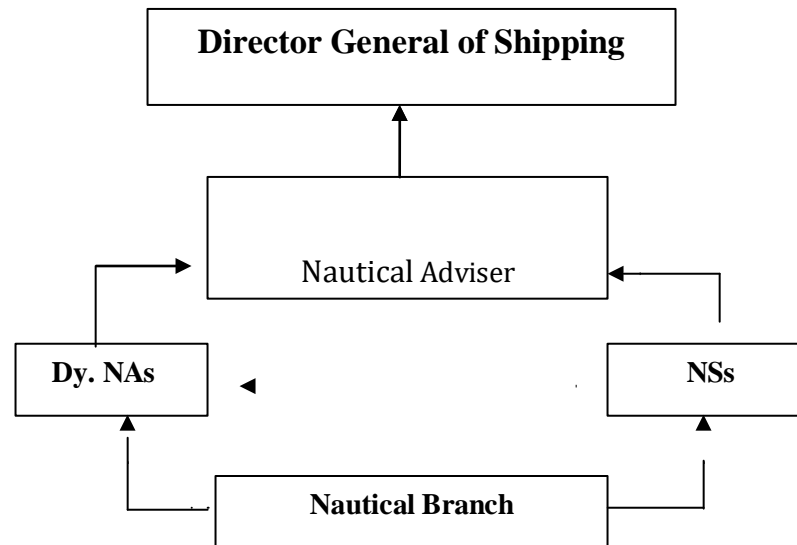 Director General of Shipping
Nautical Adviser
Dy. NAs
NSs
Nautical Branch